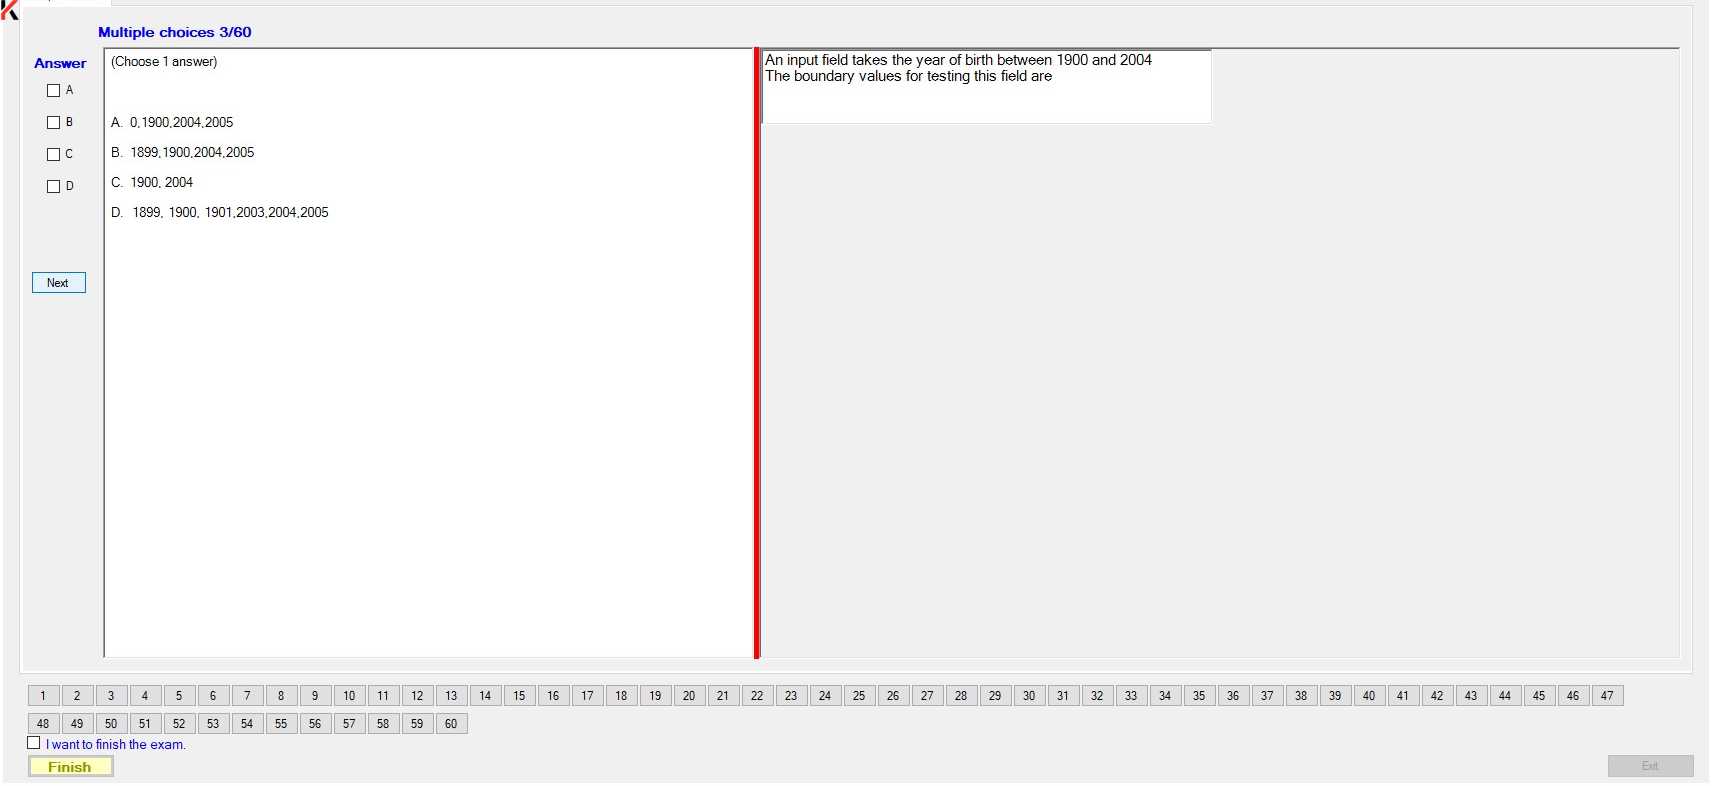 Multiple choices 3/60
Answer
A
B
C
D
Next
(Choose 1 answer)
A. 0,1900,2004,2005
B. 1899,1900,2004,2005
C. 1900, 2004
D. 1899, 1900, 1901,2003,2004,2005
An input field takes the year of birth between 1900 and 2004
The boundary values for testing this field are
1 2 3 4 5 6 7 8 9 10 11 12 13 14 15 16 17 18 19 20 21 22 23 24 25 26 27 28 29 30 31 32 33 34 35 36 37 38 39 40 41 42 43 44 45 46 47
48 49 50 51 52 53 54 55 56 57 58 59 60
I want to finish the exam.
Finish
Exit